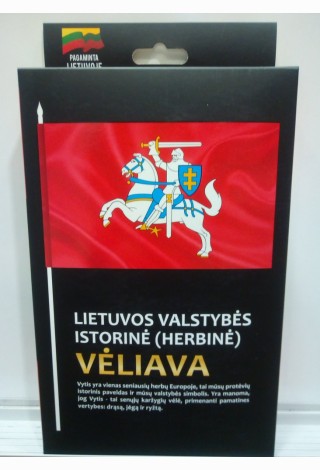 PAGAMINTA
LIETUVOJE
LIETUVOS VALSTYBĖS
ISTORINĖ (HERBINĖ)
VĖLIAVA
Vytis yra vienas seniausių herbų Europoje, tai mūsų protėvių
istorinis paveldas ir mūsų valstybės simbolis. Yra manoma,
jog Vytis - tai senųjų karžygių vėlė, primenanti pamatines
vertybes: drąsą, jėgą ir ryžtą.